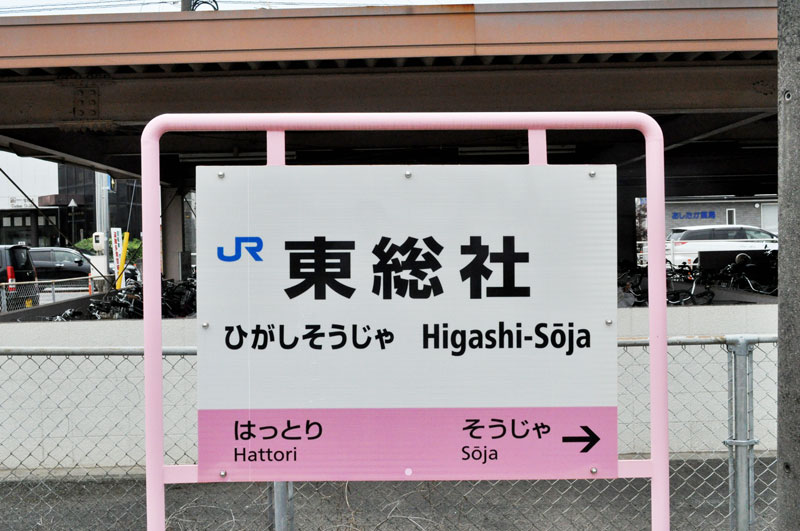 JR 東総社
ひがしそうじゃ Higashi-Sōja
はっとり そうじゃ →
Hattori Sōja